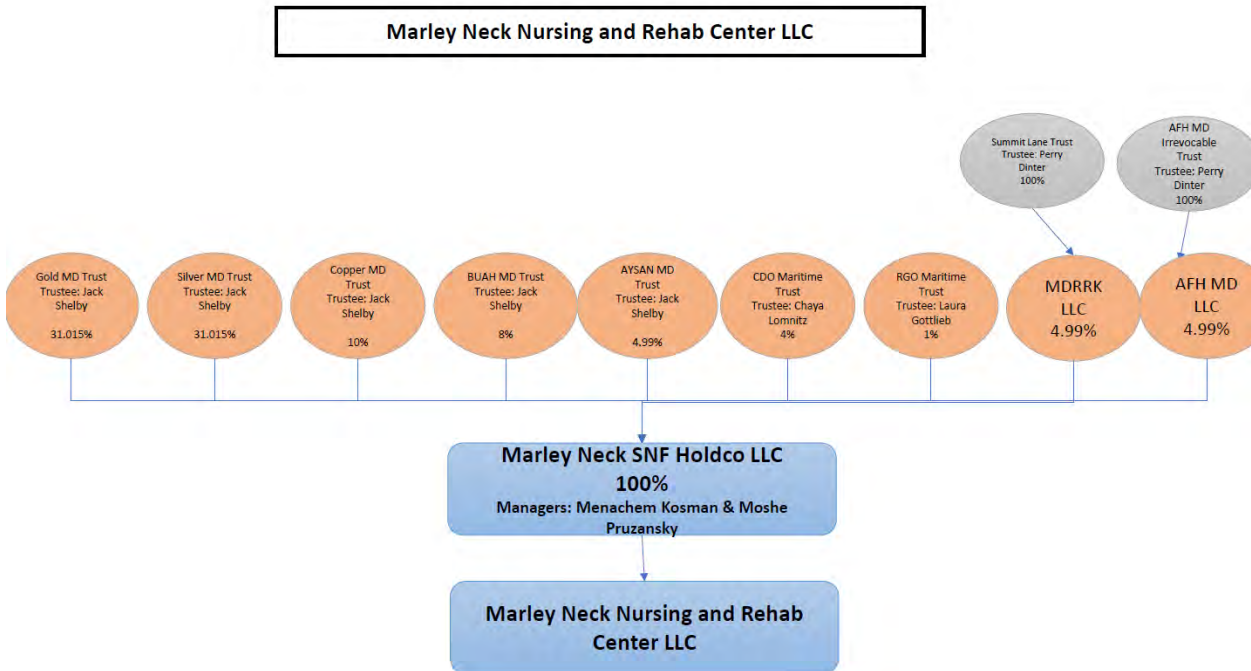 Marley Neck Nursing and Rehab Center LLC
Summit Lane Trust
Trustee: Perry
Dinter
100%
AFH MD
Irrevocable
Trust
Trustee: Perry
Dinter
100%
Gold MD Trust
Trustee: Jack
Shelby
31.015%
Silver MD Trust
Trustee: Jack
Shelby
31.015%
Copper MD
Trust
Trustee: Jack
Shelby
10%
BUAH MD Trust
Trustee: Jack
Shelby
8%
AYSAN MD
Trust
Trustee: Jack
Shelby
4.99%
CDO Maritime
Trust
Trustee: Chaya
Lomnitz
4%
RGO Maritime
Trust
Trustee: Laura
Gottlieb
1%
MDRRK
LLC
4.99%
AFH MD
LLC
4.99%
Marley Neck SNF Holdco LLC
100%
Managers: Menachem Kosman & Moshe
Pruzansky
Marley Neck Nursing and Rehab
Center LLC